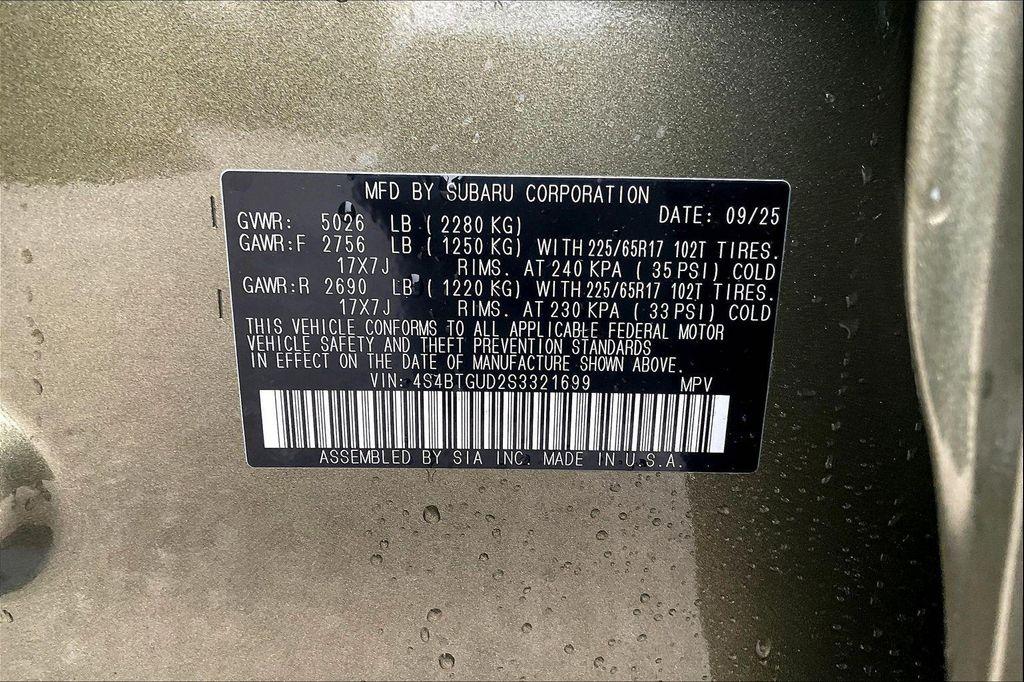 MFD BY SUBARU CORPORATION
GVWR: 5026 LB ( 2280 KG) DATE: 09/25
GAWR:F 2756 LB ( 1250 KG) WITH 225/65R17 102T TIRES.
17X7J RIMS. AT 240 KPA ( 35 PSI) COLD
GAWR:R 2690 LB ( 1220 KG) WITH 225/65R17 102T TIRES.
17X7J RIMS. AT 230 KPA ( 33 PSI) COLD
THIS VEHICLE CONFORMS TO ALL APPLICABLE FEDERAL MOTOR
VEHICLE SAFETY AND THEFT PREVENTION STANDARDS
IN EFFECT ON THE DATE OF MANUFACTURE SHOWN ABOVE.
VIN: 4S4BTGUD2S3321699 MPV
ASSEMBLED BY SIA INC. MADE IN U.S.A.